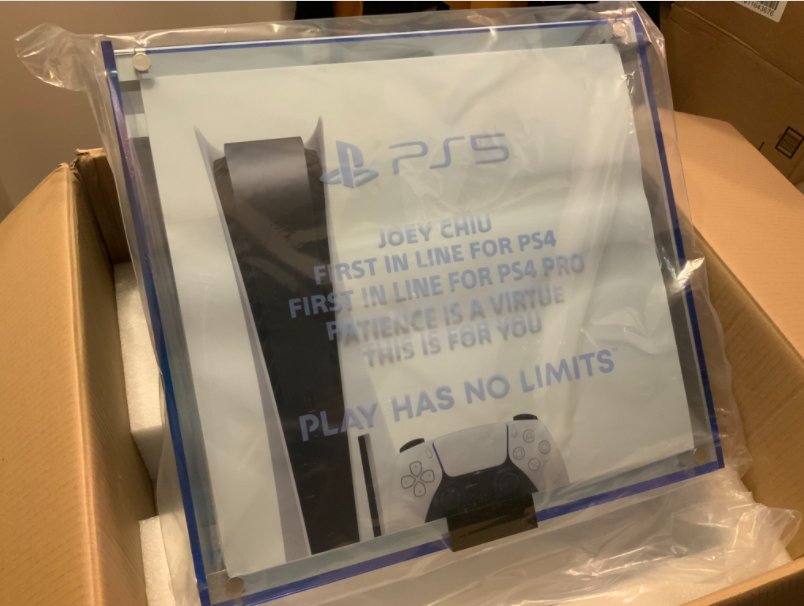 PS5
JOEY CHIU
FIRST IN LINE FOR PS4
FIRST IN LINE FOR PS4 PRO
PATIENCE IS A VIRTUE
THIS IS FOR YOU
PLAY HAS NO LIMITS™